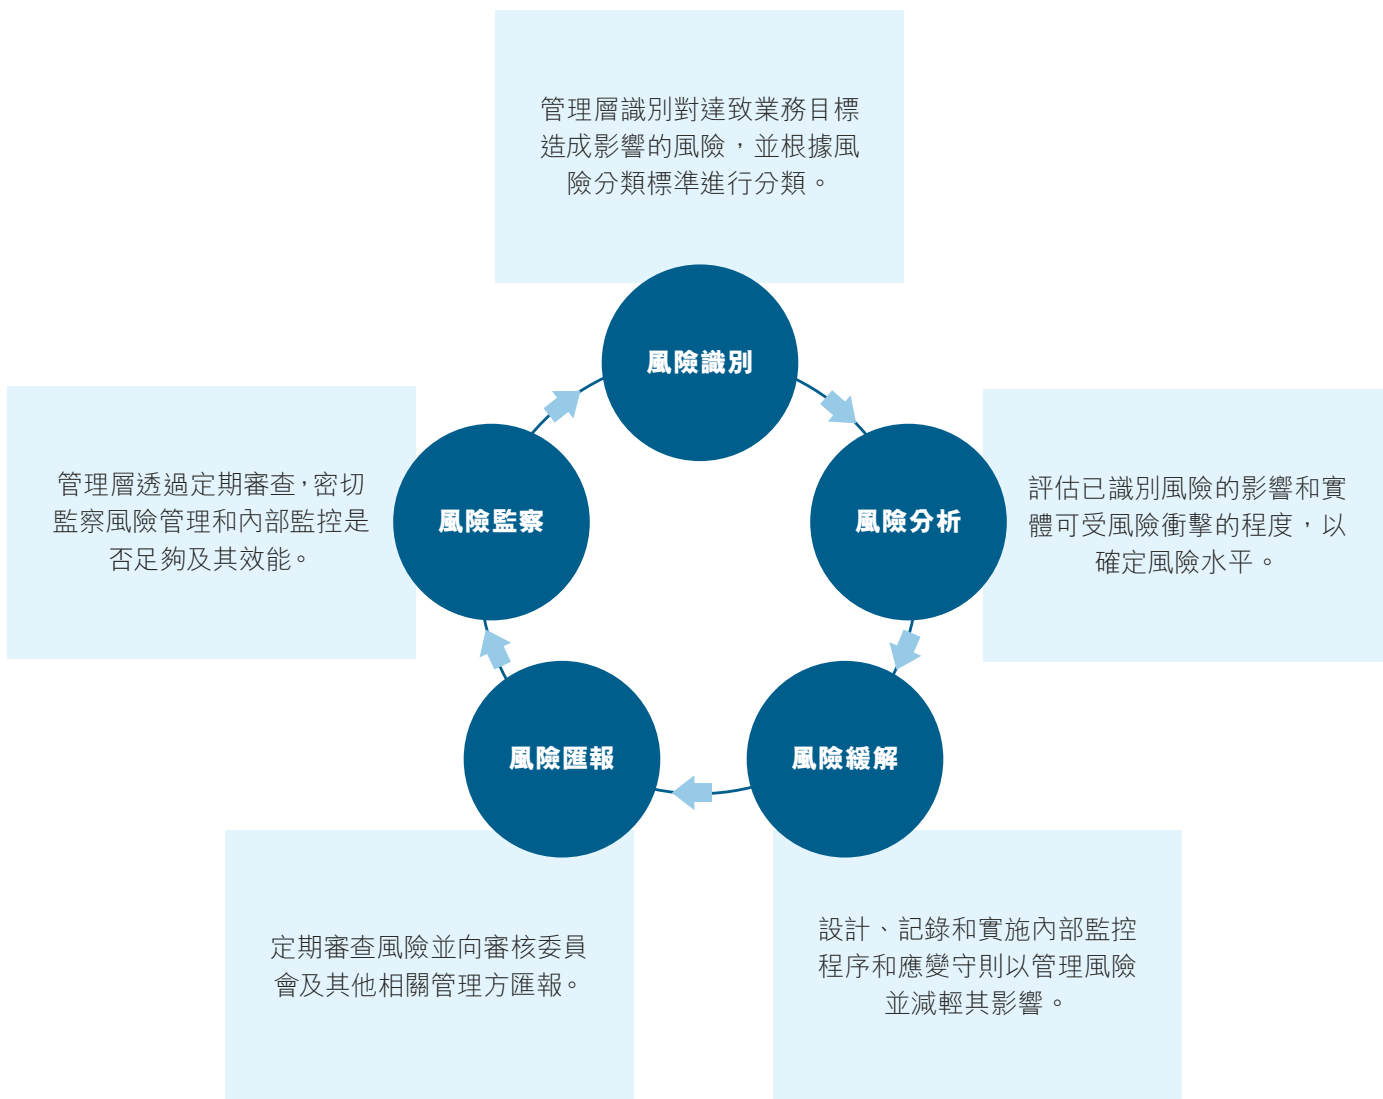 管理層識別對達致業務目標
造成影響的風險，並根據風
險分類標準進行分類。
風險識別
評估已識別風險的影響和實
體可受風險衝擊的程度，以
確定風險水平。
風險分析
設計、記錄和實施內部監控
程序和應變守則以管理風險
並減輕其影響。
風險緩解
定期審查風險並向審核委員
會及其他相關管理方匯報。
風險匯報
管理層透過定期審查，密切
監察風險管理和內部監控是
否足夠及其效能。
風險監察